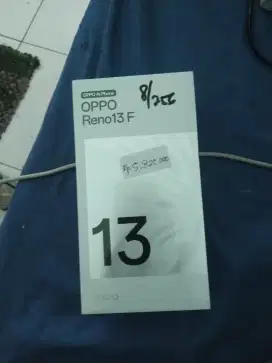 OPPO AI Phone
OPPO
Reno13 F
8/256
13